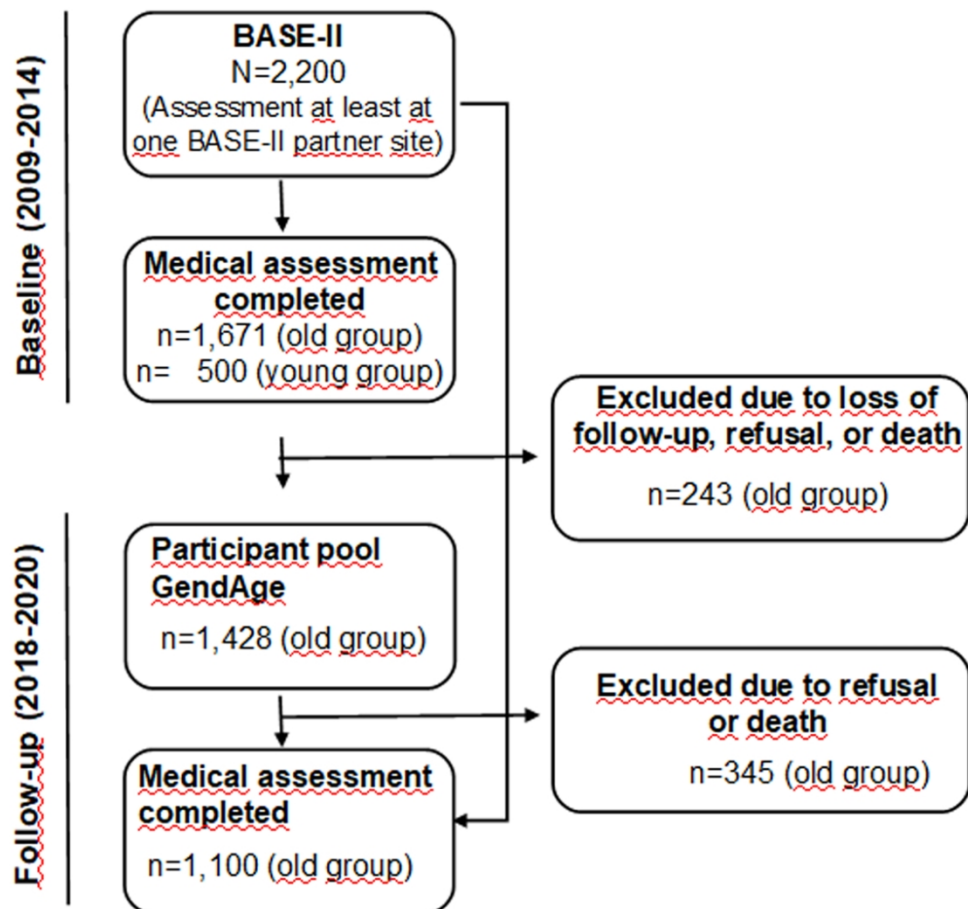 Baseline (2009-2014)
BASE-II
N=2,200
(Assessment at least at
one BASE-II partner site)
Medical assessment
completed
n=1,671 (old group)
n= 500 (young group)
Excluded due to loss of
follow-up, refusal, or death
n=243 (old group)
Follow-up (2018-2020)
Participant pool
GendAge
n=1,428 (old group)
Excluded due to refusal
or death
n=345 (old group)
Medical assessment
completed
n=1,100 (old group)